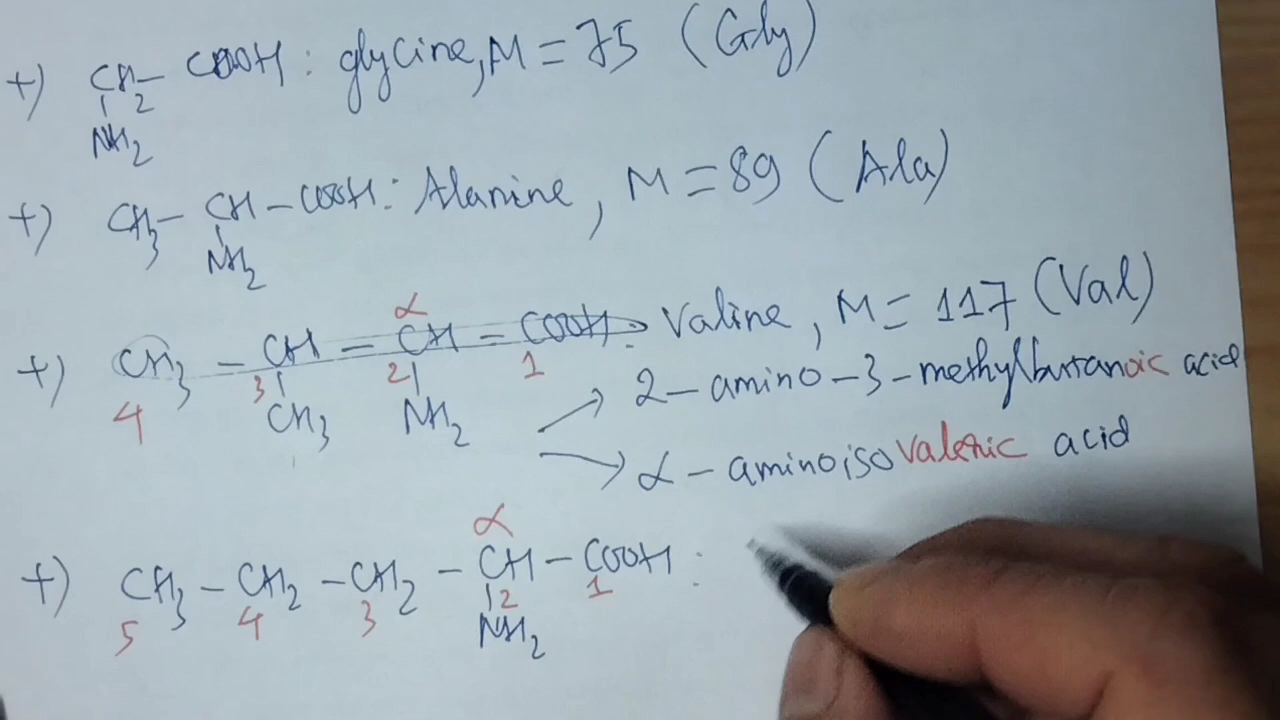 +) CH2 - COOH : glycine, M = 75 (Gly)
NH2
+) CH3 - CH - COOH : Alanine, M = 89 (Ala)
NH2
α
+) CH3 - CH - CH - COOH : Valine, M = 117 (Val)
4 3 2 1
CH3 NH2
2-amino-3-methylbutanoic acid
α-aminoisovaleric acid
α
+) CH3 - CH2 - CH2 - CH - COOH :
5 4 3 2 1
NH2